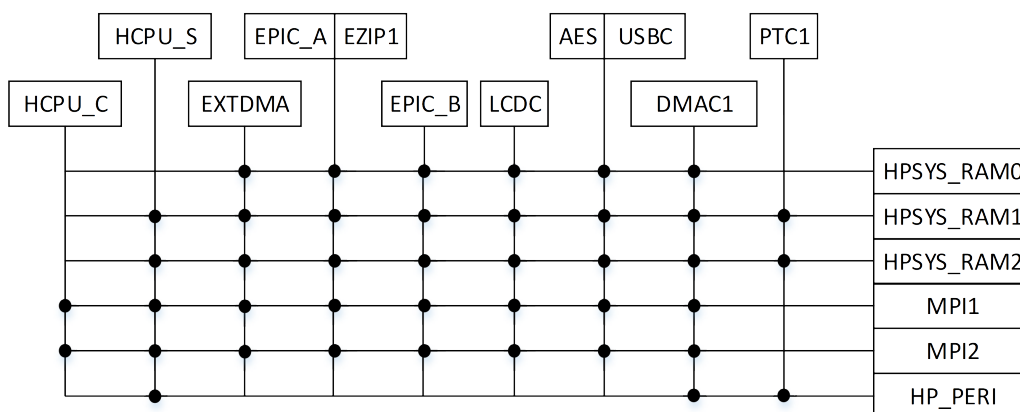 HCPU_S EPIC_A EZIP1 AES USBC PTC1
HCPU_C EXTDMA EPIC_B LCDC DMAC1
HPSYS_RAM0
HPSYS_RAM1
HPSYS_RAM2
MPI1
MPI2
HP_PERI